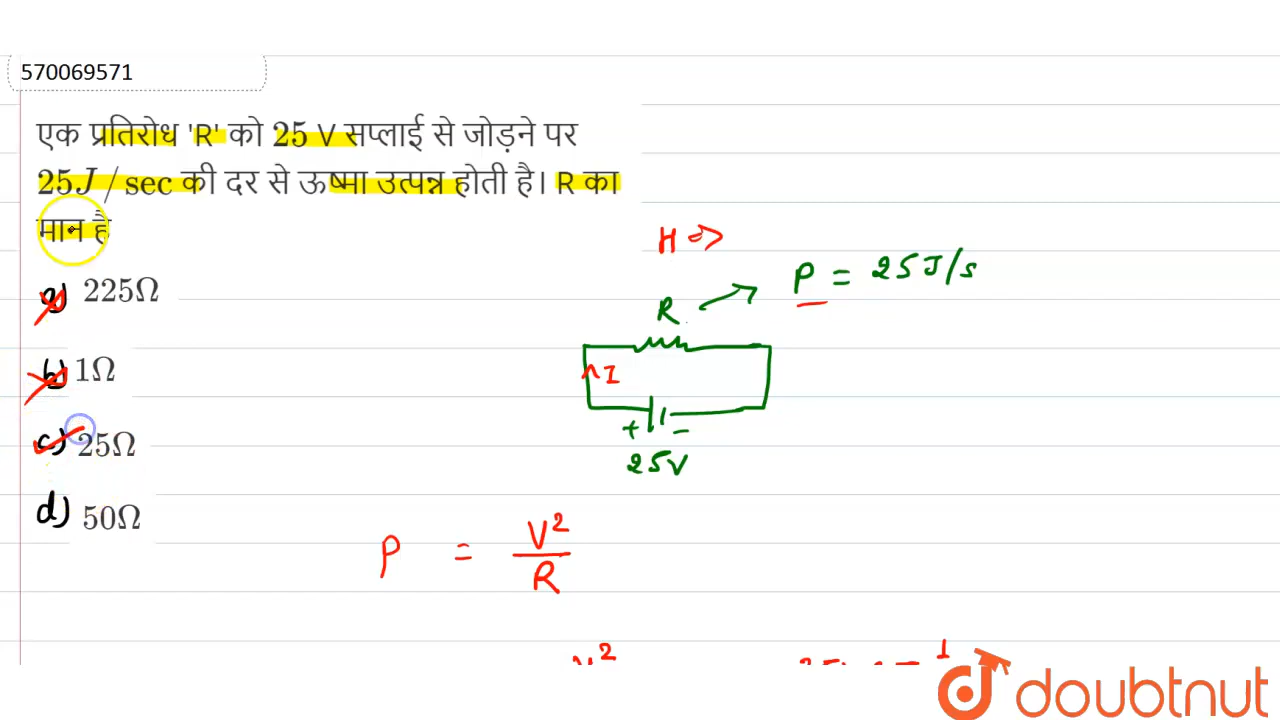 570069571
एक प्रतिरोध 'R' को 25 V सप्लाई से जोड़ने पर
25J / sec की दर से ऊष्मा उत्पन्न होती है। R का
मान है
a) 225Ω
b) 1Ω
c) 25Ω
d) 50Ω
H ⇒
P = 25J/s
R
I
+ −
25V
P = V²/R
doubtnut